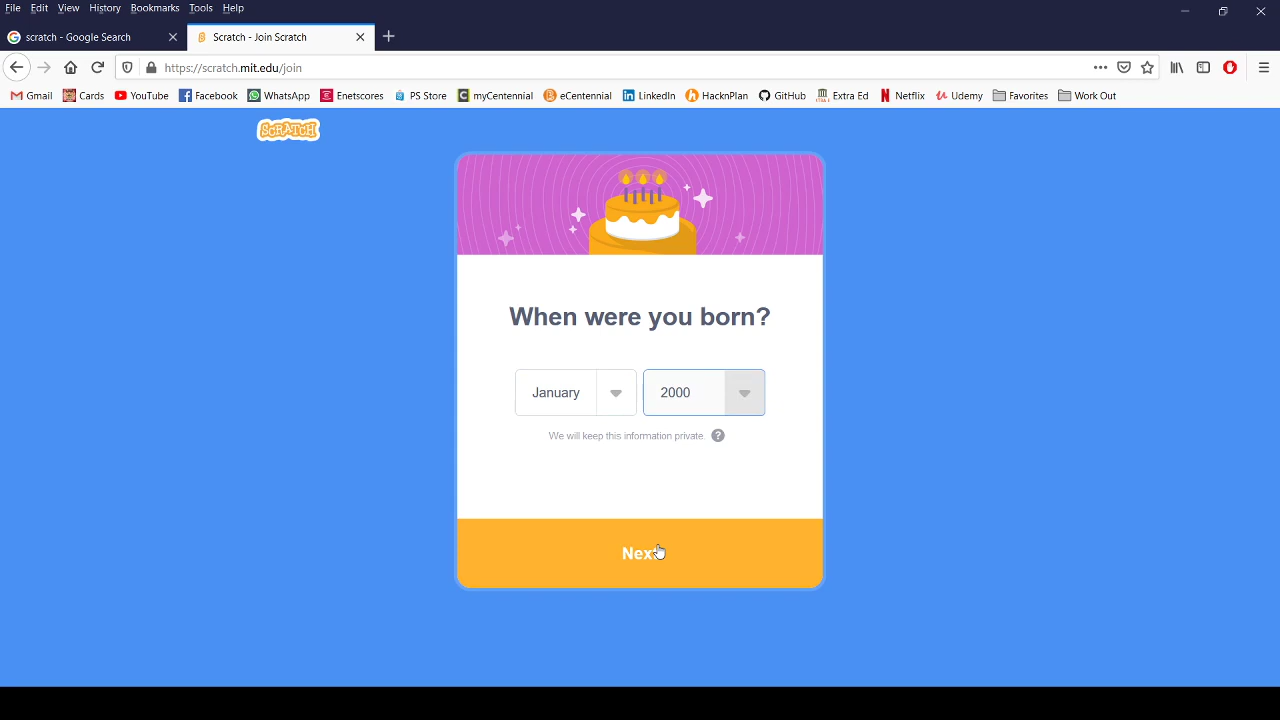 File Edit View History Bookmarks Tools Help
scratch - Google Search
Scratch - Join Scratch
https://scratch.mit.edu/join
Gmail Cards YouTube Facebook WhatsApp Enetscores PS Store myCentennial eCentennial LinkedIn HacknPlan GitHub Extra Ed Netflix Udemy Favorites Work Out
SCRATCH
When were you born?
January 2000
We will keep this information private. ?
Next